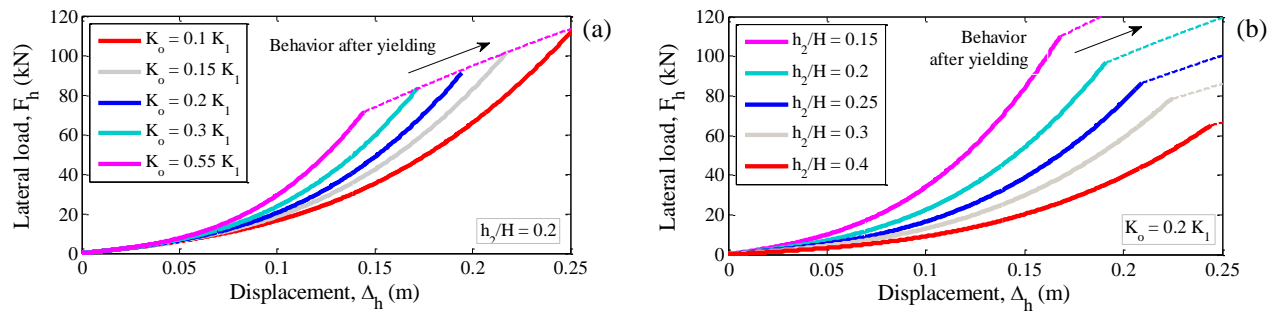 120
100
80
60
40
20
0
Lateral load, F_h (kN)
K_o = 0.1 K_1
K_o = 0.15 K_1
K_o = 0.2 K_1
K_o = 0.3 K_1
K_o = 0.55 K_1
Behavior after yielding
(a)
h_2/H = 0.2
0 0.05 0.1 0.15 0.2 0.25
Displacement, Δ_h (m)
120
100
80
60
40
20
0
Lateral load, F_h (kN)
h_2/H = 0.15
h_2/H = 0.2
h_2/H = 0.25
h_2/H = 0.3
h_2/H = 0.4
Behavior
after yielding
(b)
K_o = 0.2 K_1
0 0.05 0.1 0.15 0.2 0.25
Displacement, Δ_h (m)